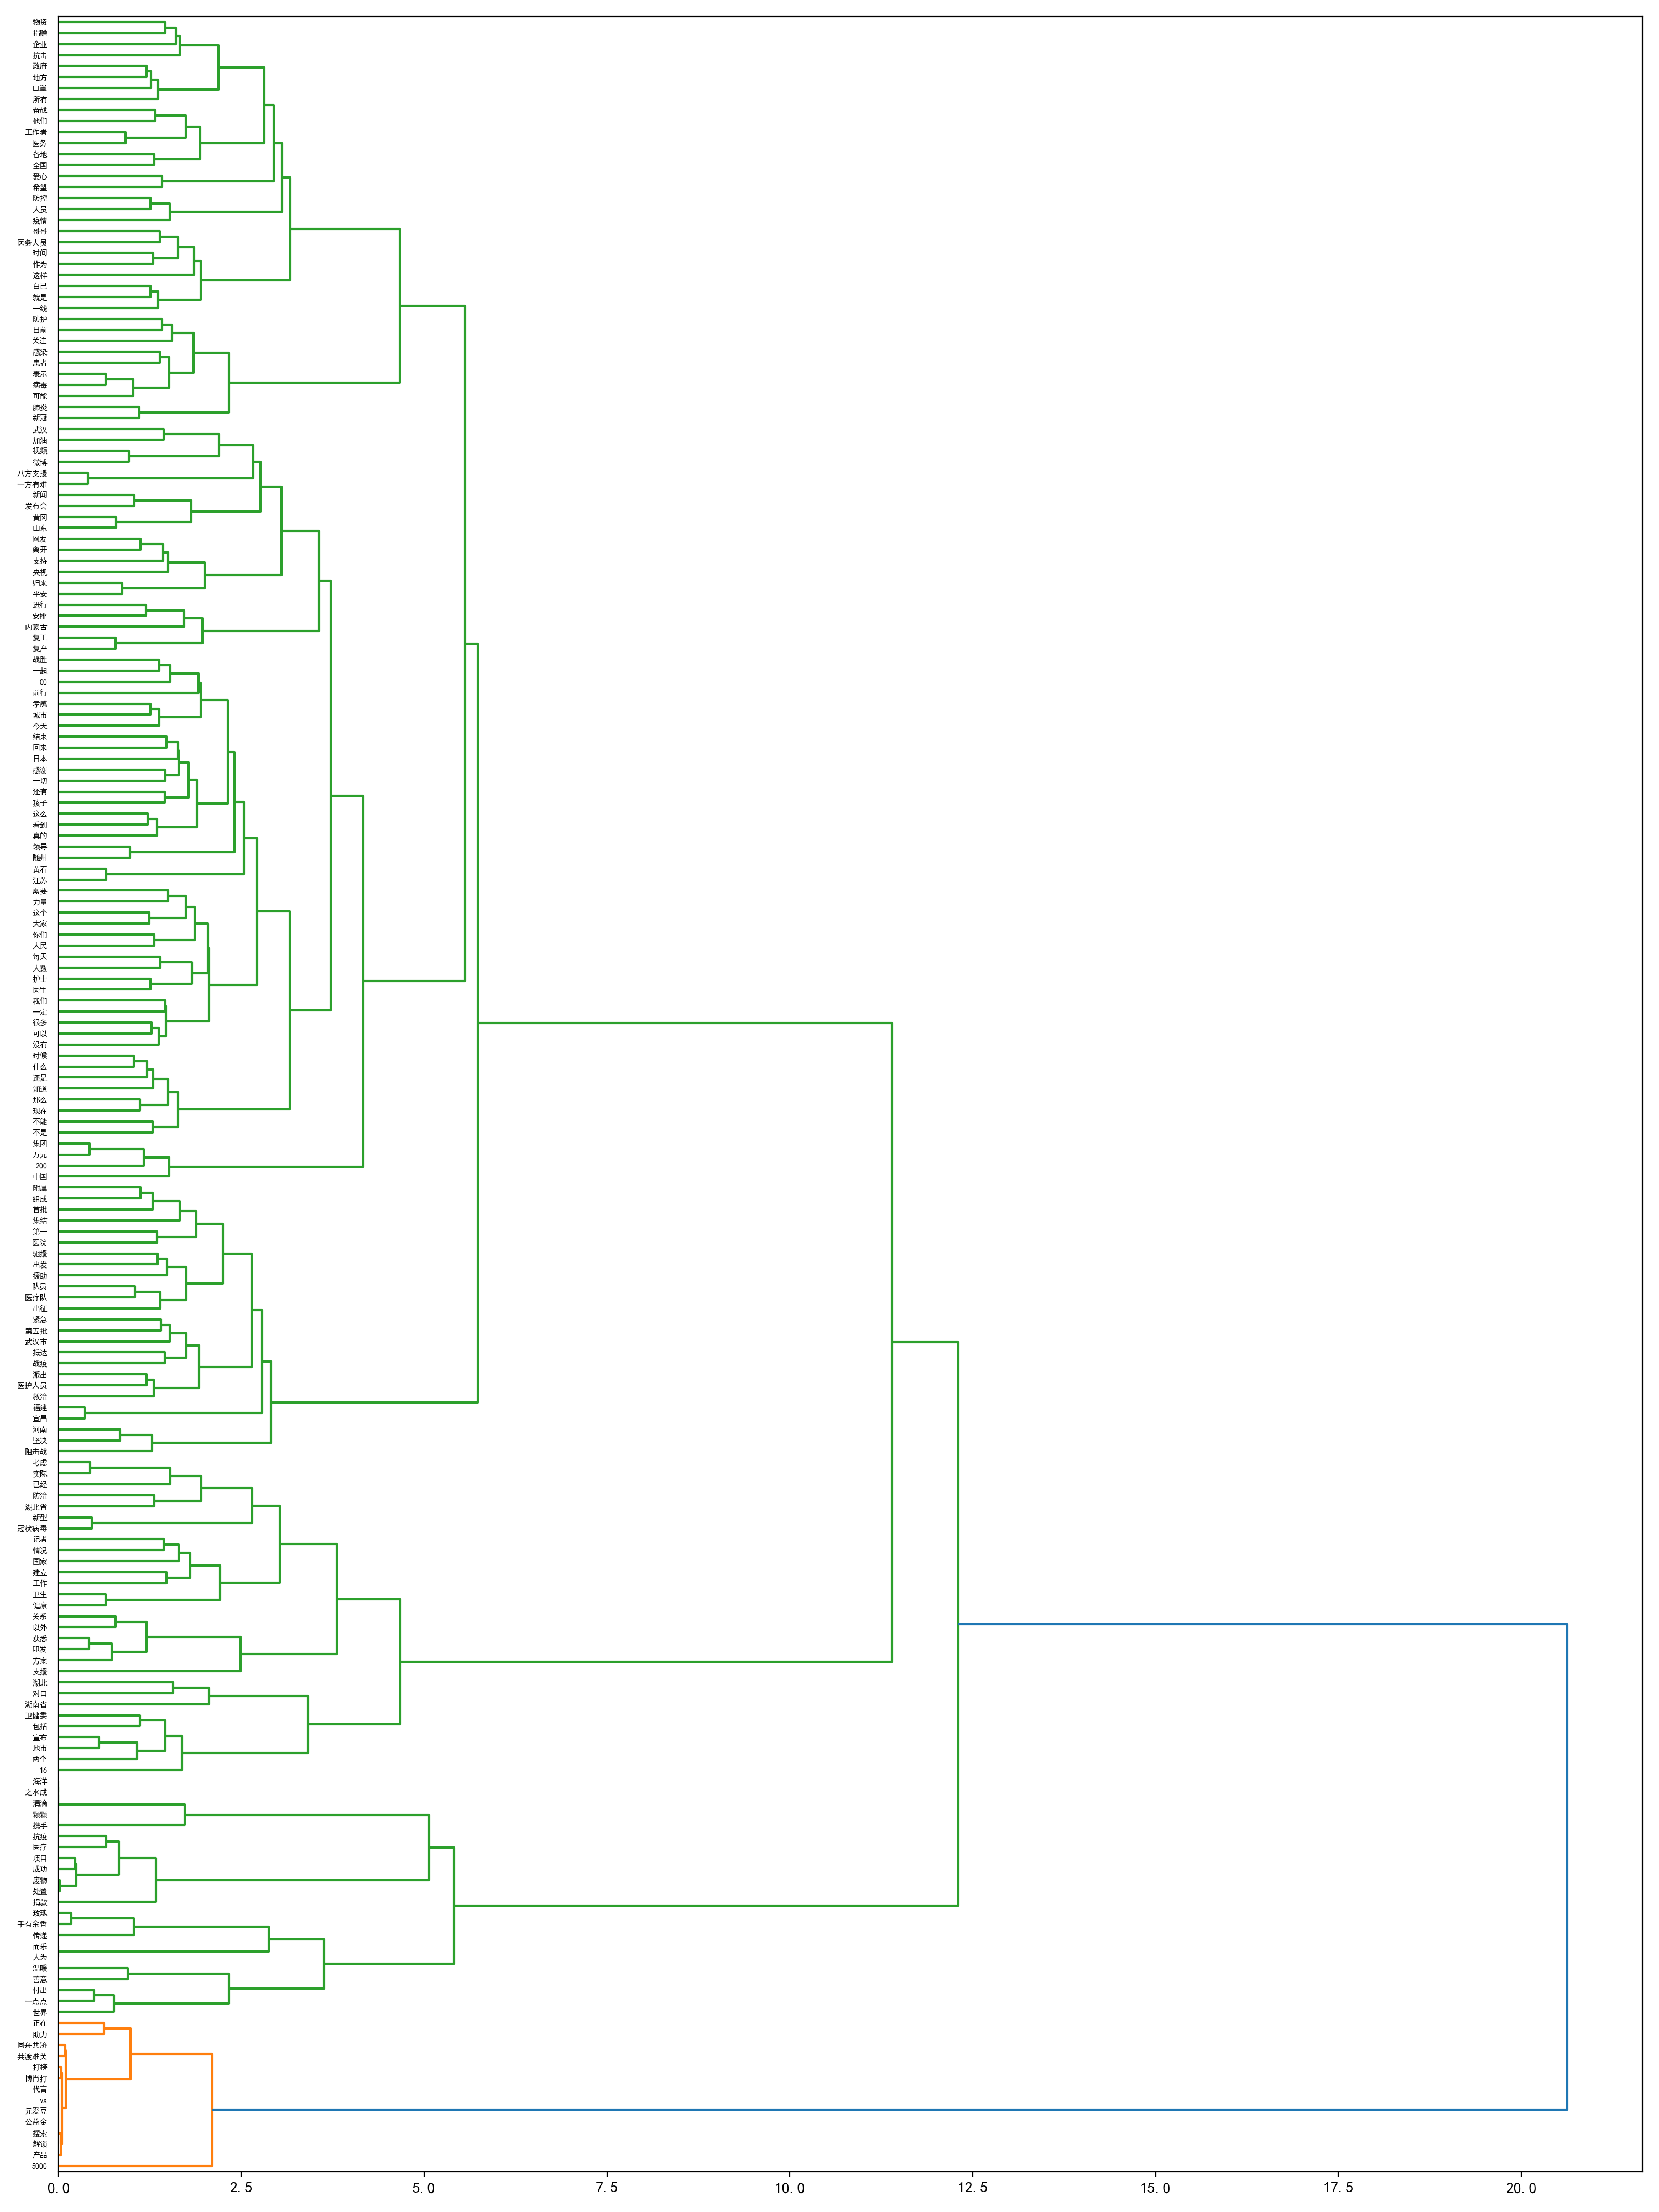 物资
捐赠
企业
抗击
政府
地方
口罩
所有
奋战
他们
工作者
医务
各地
全国
爱心
希望
防控
人员
疫情
哥哥
医务人员
时间
作为
这样
自己
就是
一线
防护
目前
关注
感染
患者
表示
病毒
可能
肺炎
新冠
武汉
加油
视频
微博
八方支援
一方有难
新闻
发布会
黄冈
山东
网友
离开
支持
央视
归来
平安
进行
安排
内蒙古
复工
复产
战胜
一起
00
前行
孝感
城市
今天
结束
回来
日本
感谢
一切
还有
孩子
这么
看到
真的
领导
随州
黄石
江苏
需要
力量
这个
大家
你们
人民
每天
人数
护士
医生
我们
一定
很多
可以
没有
时候
什么
还是
知道
那么
现在
不能
不是
集团
万元
200
中国
附属
组成
首批
集结
第一
医院
驰援
出发
援助
队员
医疗队
出征
紧急
第五批
武汉市
抵达
战疫
派出
医护人员
救治
福建
宜昌
河南
坚决
阻击战
考虑
实际
已经
防治
湖北省
新型
冠状病毒
记者
情况
国家
建立
工作
卫生
健康
关系
以外
获悉
印发
方案
支援
湖北
对口
湖南省
卫健委
包括
宣布
地市
两个
16
海洋
之水成
涓滴
颗颗
携手
抗疫
医疗
项目
成功
废物
处置
捐款
玫瑰
手有余香
传递
而乐
人为
温暖
善意
付出
一点点
世界
正在
助力
同舟共济
共渡难关
打榜
博肖打
代言
vx
元爱豆
公益金
搜索
解锁
产品
5000
0.0 2.5 5.0 7.5 10.0 12.5 15.0 17.5 20.0